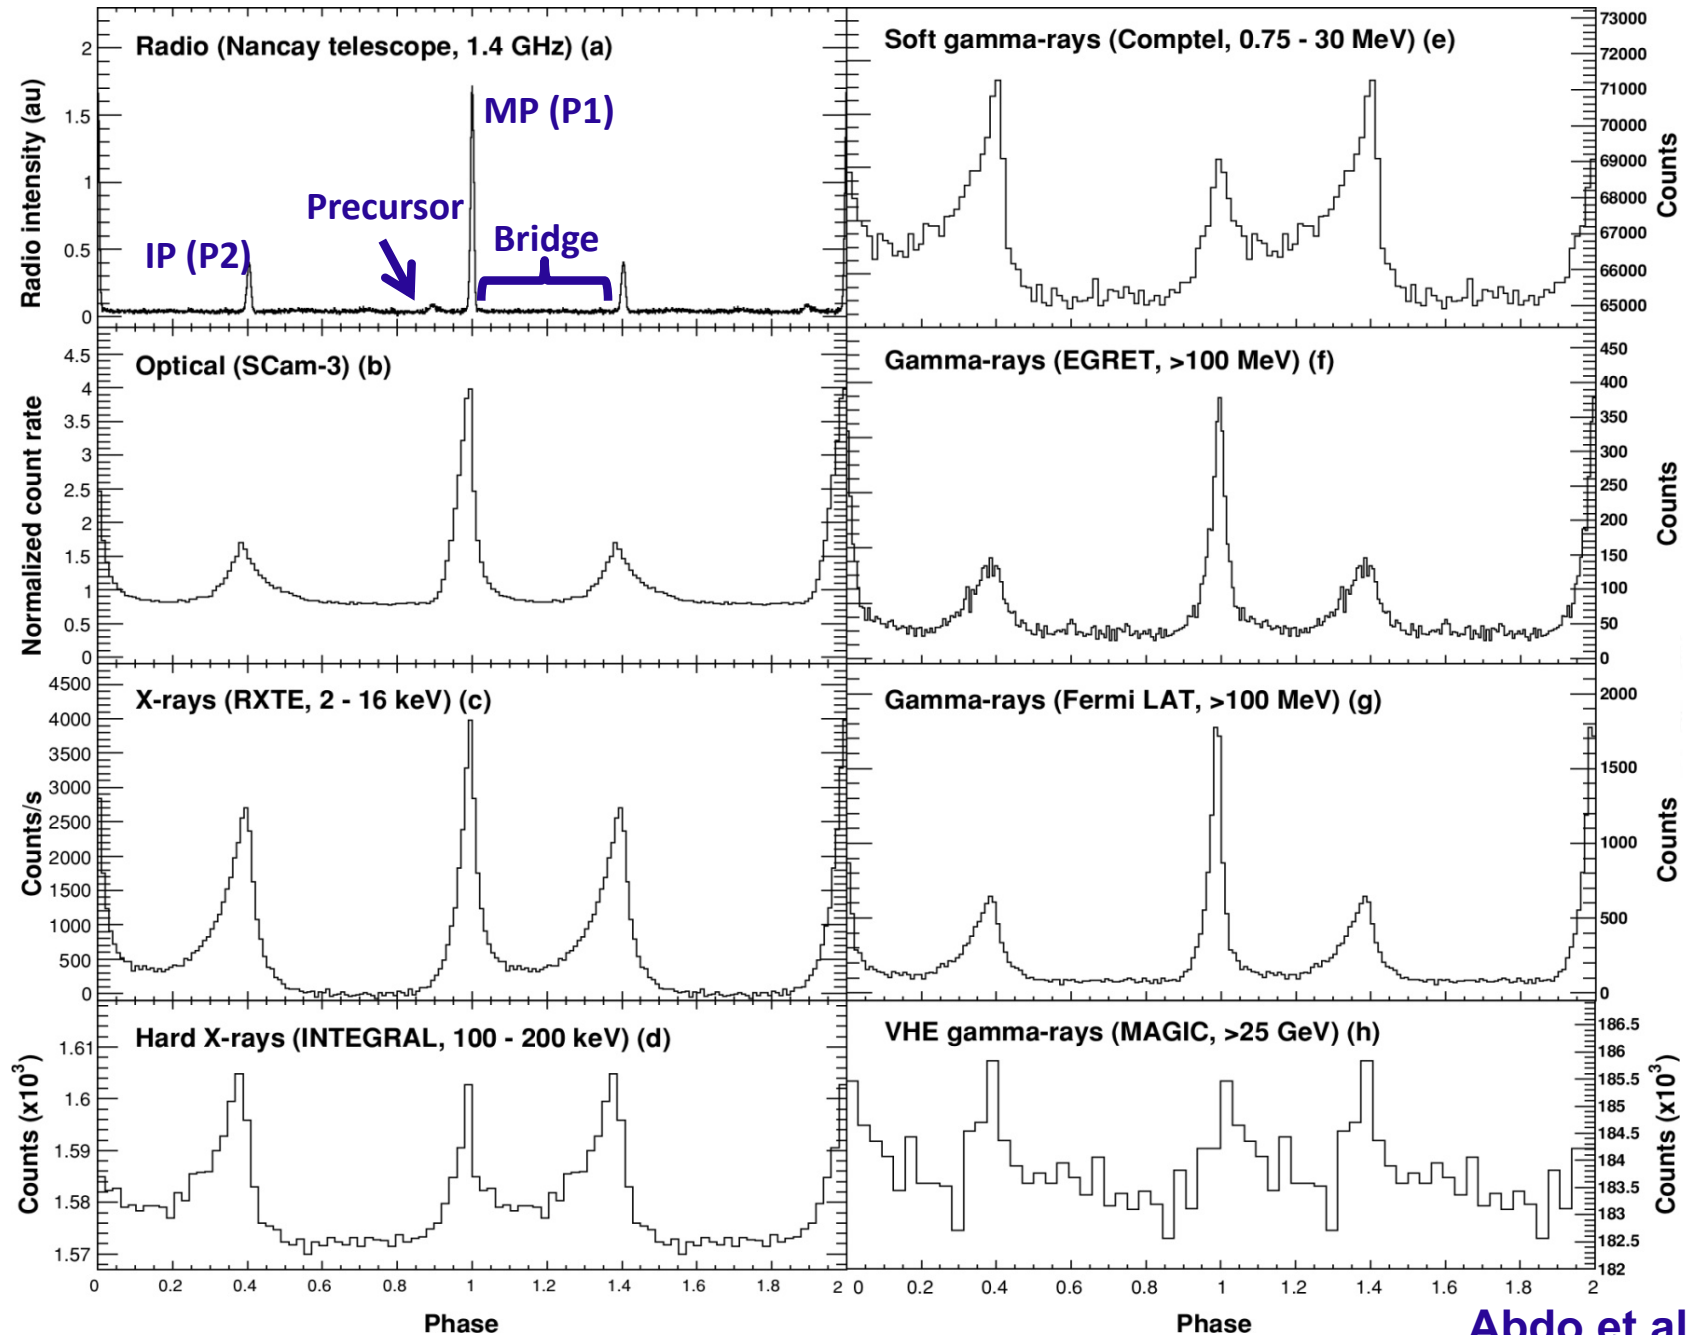 Radio (Nancay telescope, 1.4 GHz) (a)
Radio intensity (au)
2
1.5
1
0.5
0
MP (P1)
Precursor
IP (P2)
Bridge
Optical (SCam-3) (b)
Normalized count rate
4.5
4
3.5
3
2.5
2
1.5
1
0.5
0
X-rays (RXTE, 2 - 16 keV) (c)
Counts/s
4500
4000
3500
3000
2500
2000
1500
1000
500
0
Hard X-rays (INTEGRAL, 100 - 200 keV) (d)
Counts (x10³)
1.61
1.6
1.59
1.58
1.57
0 0.2 0.4 0.6 0.8 1 1.2 1.4 1.6 1.8 2
Phase
Soft gamma-rays (Comptel, 0.75 - 30 MeV) (e)
73000
72000
71000
70000
69000
68000
67000
66000
65000
Counts
Gamma-rays (EGRET, >100 MeV) (f)
450
400
350
300
250
200
150
100
50
0
Counts
Gamma-rays (Fermi LAT, >100 MeV) (g)
2000
1500
1000
500
0
Counts
VHE gamma-rays (MAGIC, >25 GeV) (h)
186.5
186
185.5
185
184.5
184
183.5
183
182.5
182
Counts (x10³)
0 0.2 0.4 0.6 0.8 1 1.2 1.4 1.6 1.8 2
Phase
Abdo et al